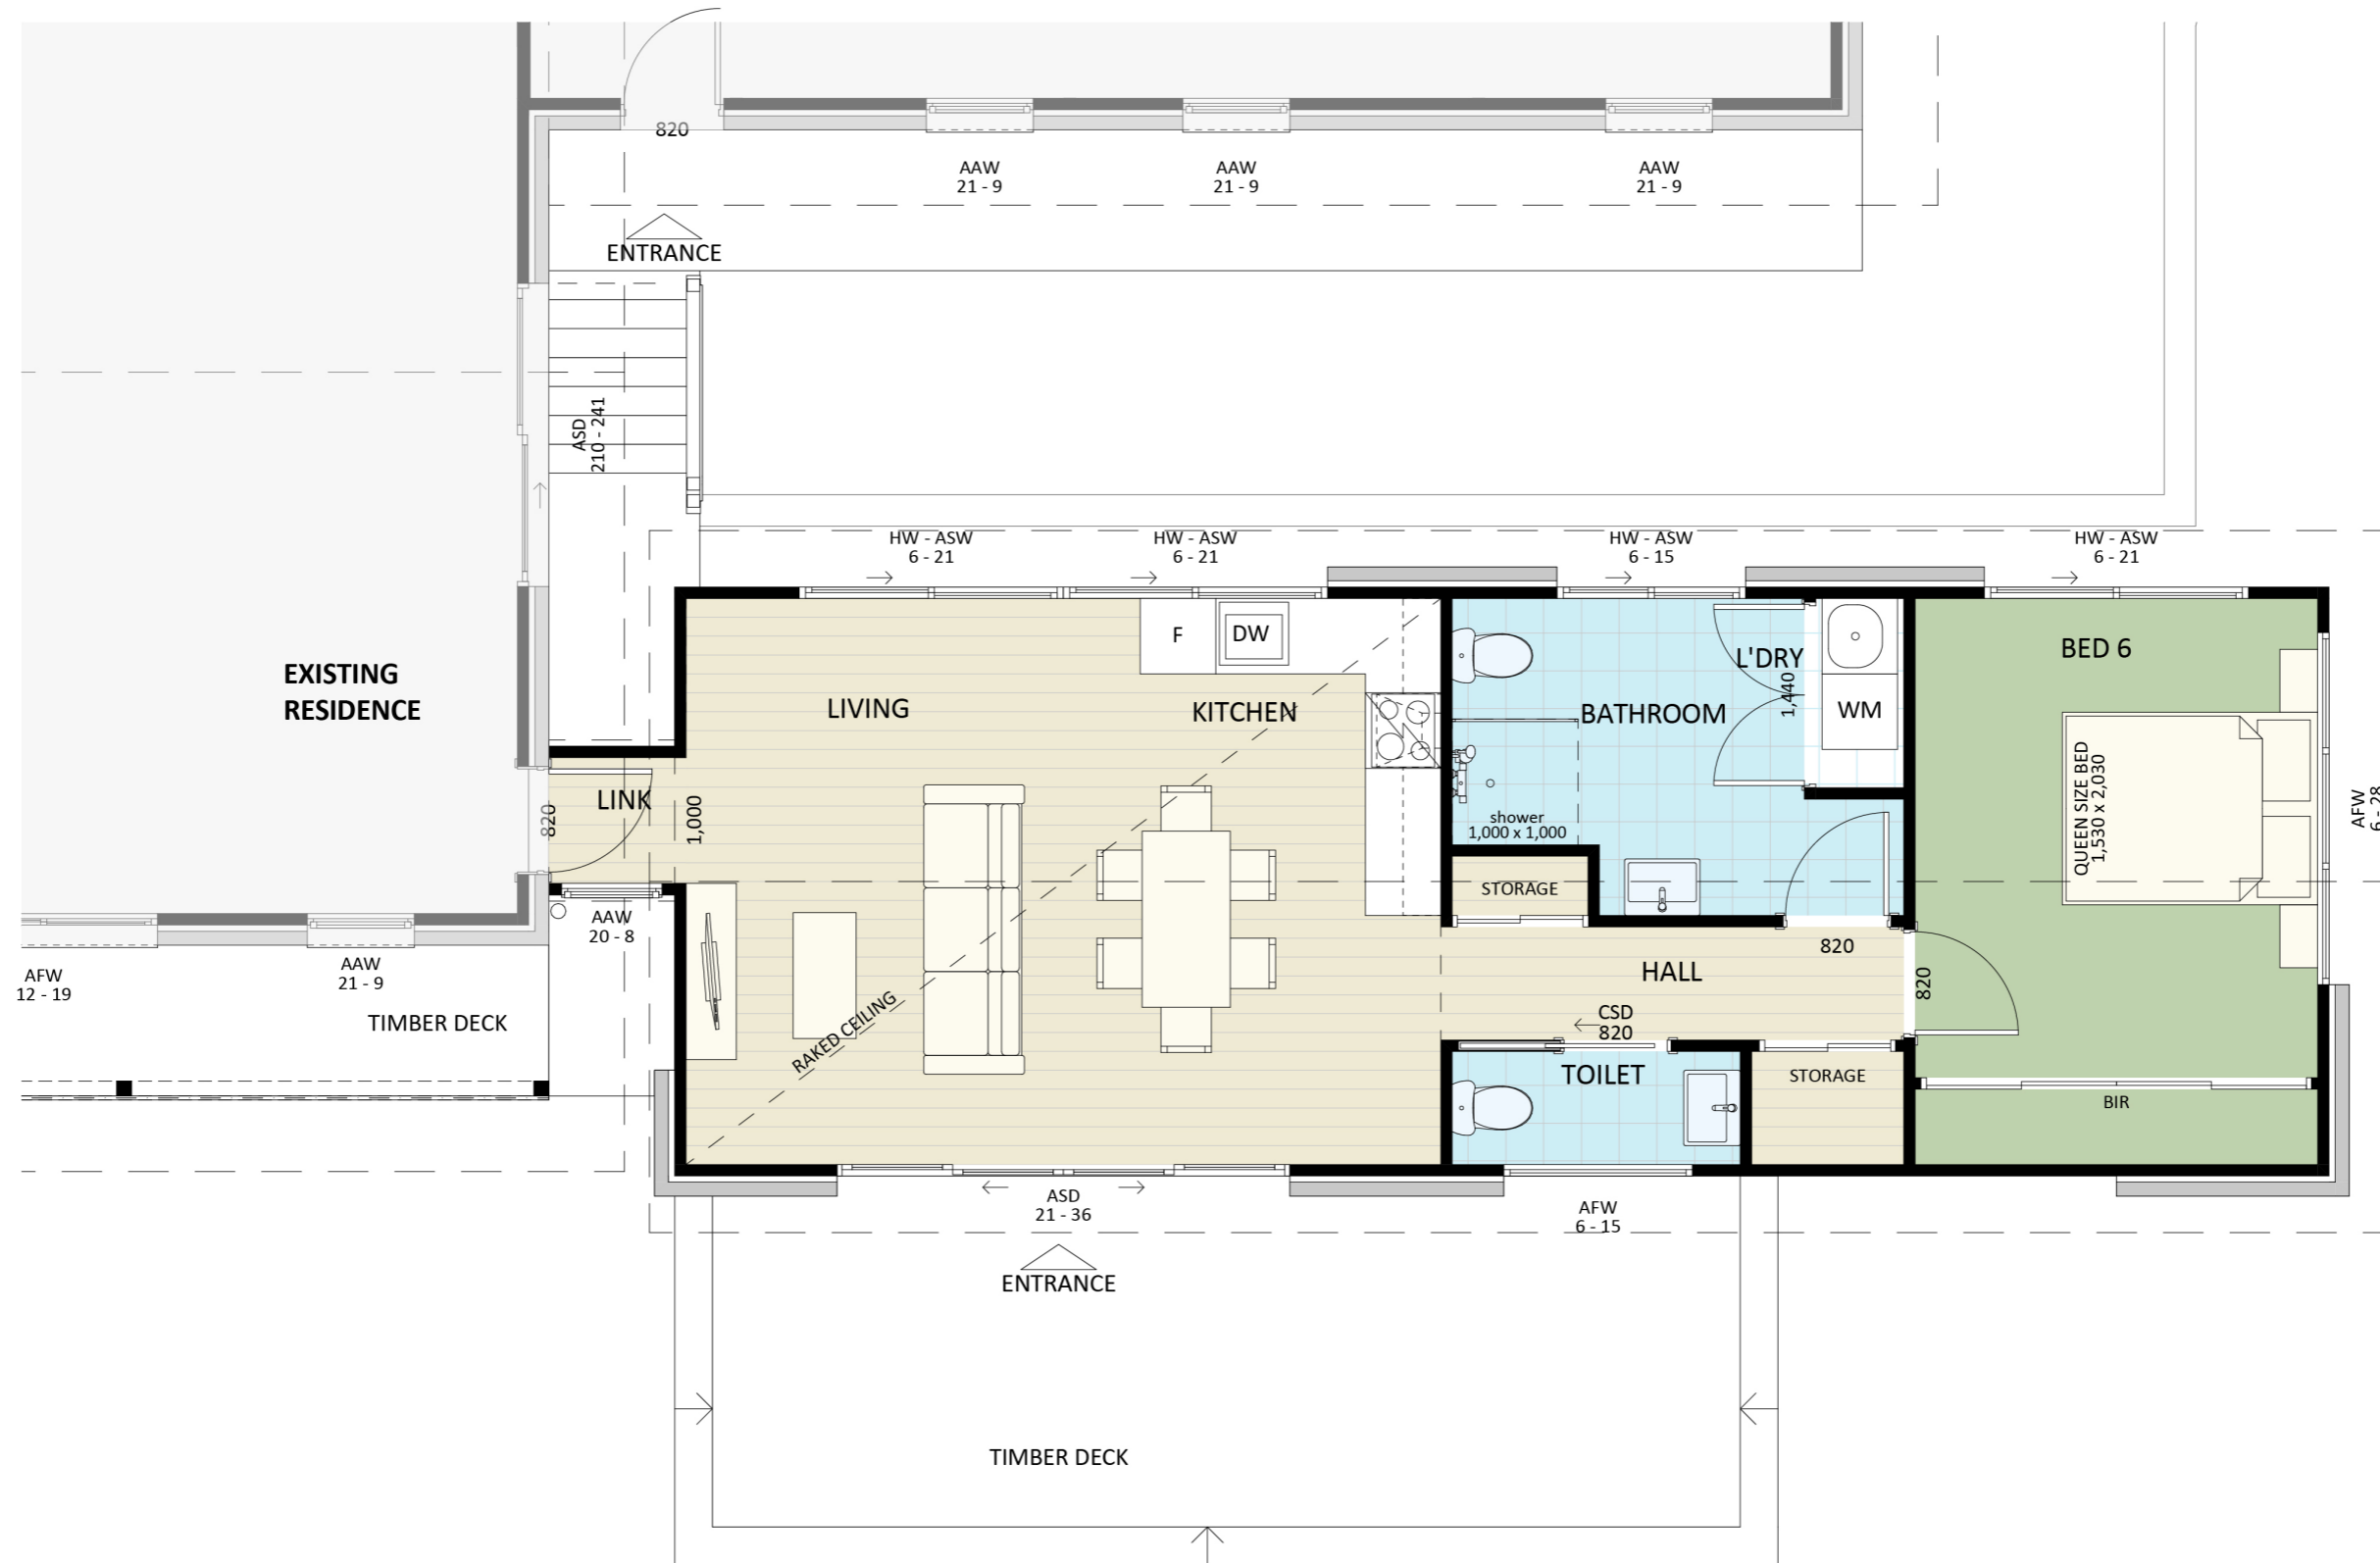 820
AAW
21 - 9
AAW
21 - 9
AAW
21 - 9
ENTRANCE
ASD
210 - 241
HW - ASW
6 - 21
HW - ASW
6 - 21
HW - ASW
6 - 15
HW - ASW
6 - 21
EXISTING
RESIDENCE
LIVING
KITCHEN
F
DW
BATHROOM
L'DRY
1,440
WM
BED 6
QUEEN SIZE BED
1,530 x 2,030
AFW
6 - 28
LINK
820
1,000
shower
1,000 x 1,000
STORAGE
AAW
20 - 8
AFW
12 - 19
AAW
21 - 9
TIMBER DECK
RAKED CEILING
HALL
820
820
CSD
820
TOILET
STORAGE
BIR
ASD
21 - 36
AFW
6 - 15
ENTRANCE
TIMBER DECK